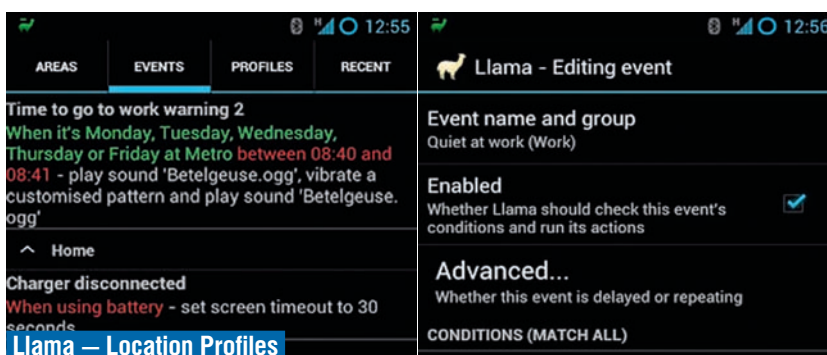 12:55
AREAS EVENTS PROFILES RECENT
Time to go to work warning 2
When it's Monday, Tuesday, Wednesday,
Thursday or Friday at Metro between 08:40 and
08:41 - play sound 'Betelgeuse.ogg', vibrate a
customised pattern and play sound 'Betelgeuse.
ogg'
Home
Charger disconnected
When using battery - set screen timeout to 30
seconds
Llama — Location Profiles
H 12:56
Llama - Editing event
Event name and group
Quiet at work (Work)
Enabled
Whether Llama should check this event's
conditions and run its actions
Advanced...
Whether this event is delayed or repeating
CONDITIONS (MATCH ALL)